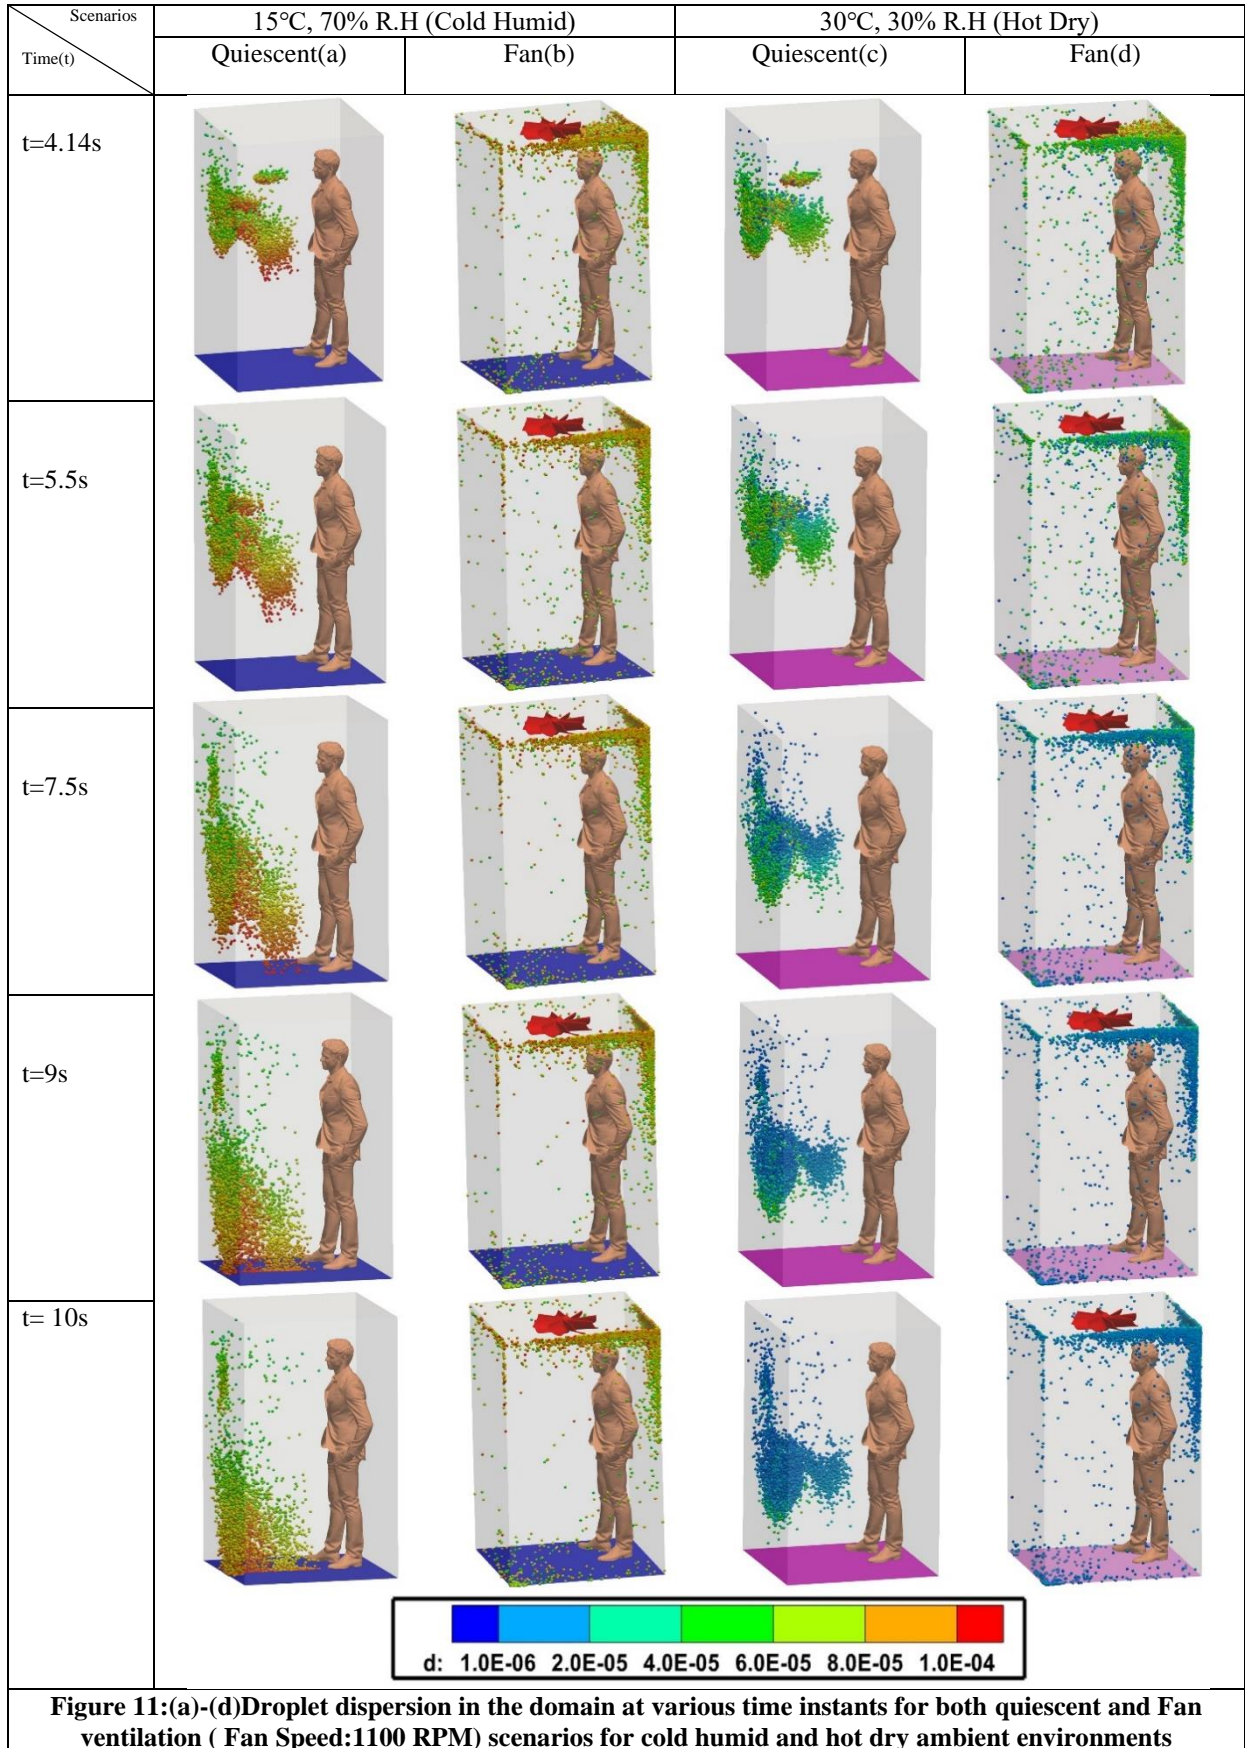 Scenarios
Time(t)
15°C, 70% R.H (Cold Humid)
30°C, 30% R.H (Hot Dry)
Quiescent(a)
Fan(b)
Quiescent(c)
Fan(d)
t=4.14s
t=5.5s
t=7.5s
t=9s
t= 10s
d: 1.0E-06 2.0E-05 4.0E-05 6.0E-05 8.0E-05 1.0E-04
Figure 11:(a)-(d)Droplet dispersion in the domain at various time instants for both quiescent and Fan
ventilation ( Fan Speed:1100 RPM) scenarios for cold humid and hot dry ambient environments